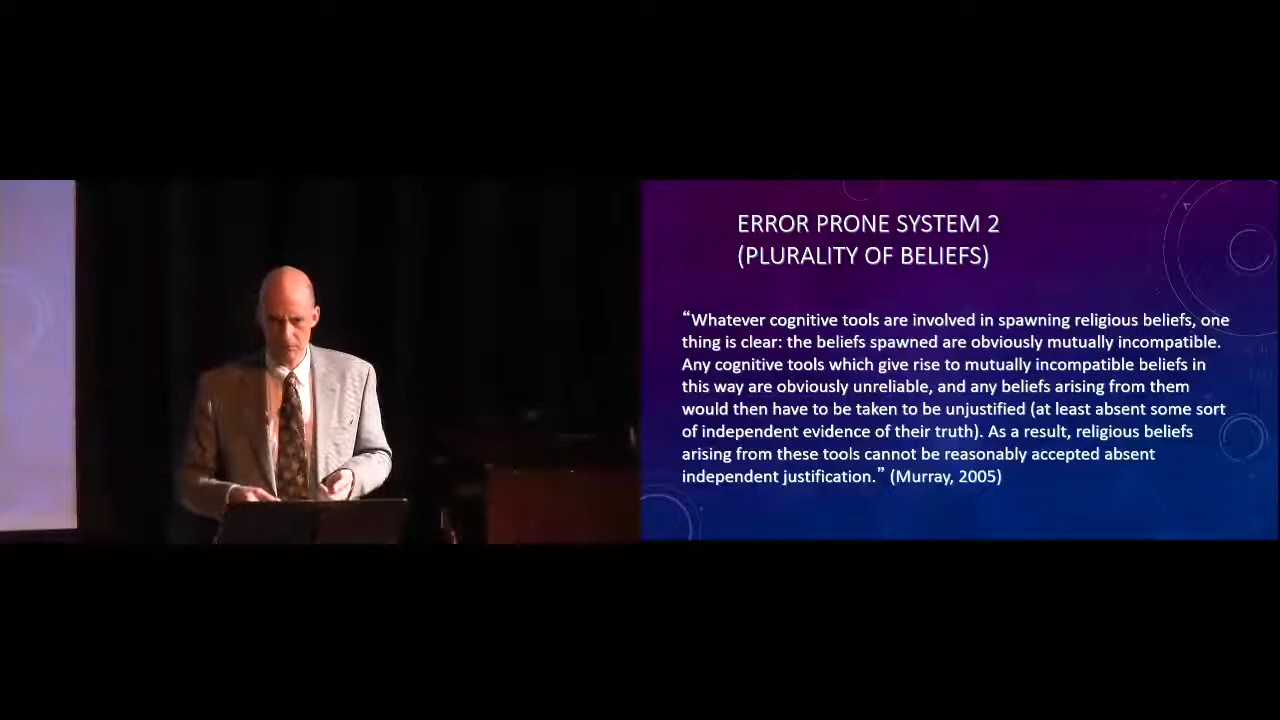 ERROR PRONE SYSTEM 2
(PLURALITY OF BELIEFS)
“Whatever cognitive tools are involved in spawning religious beliefs, one
thing is clear: the beliefs spawned are obviously mutually incompatible.
Any cognitive tools which give rise to mutually incompatible beliefs in
this way are obviously unreliable, and any beliefs arising from them
would then have to be taken to be unjustified (at least absent some sort
of independent evidence of their truth). As a result, religious beliefs
arising from these tools cannot be reasonably accepted absent
independent justification.” (Murray, 2005)